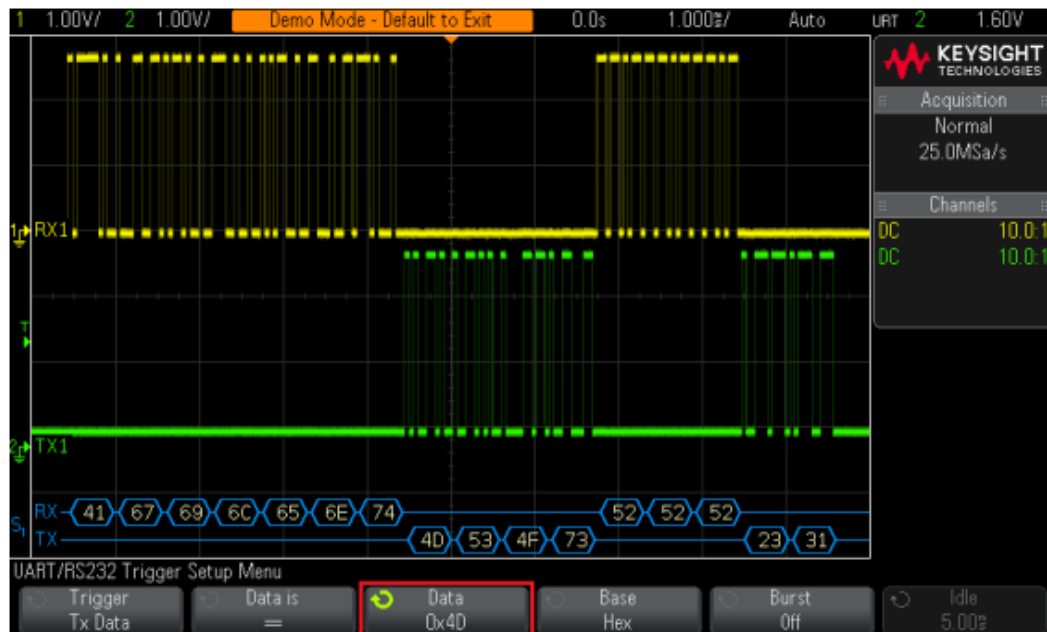 1 1.00V/ 2 1.00V/ Demo Mode - Default to Exit 0.0s 1.000ms/ Auto URT 2 1.60V
KEYSIGHT
TECHNOLOGIES
Acquisition
Normal
25.0MSa/s
Channels
DC 10.0:1
DC 10.0:1
1 RX1
T
2 TX1
S1
RX 41 67 69 6C 65 6E 74 52 52 52
TX 4D 53 4F 73 23 31
UART/RS232 Trigger Setup Menu
Trigger Data is Data Base Burst Idle
Tx Data = 0x4D Hex Off 5.00ms